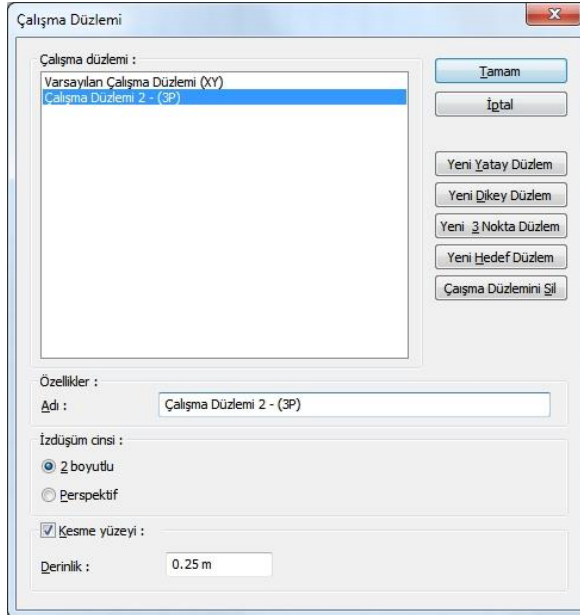 Çalışma Düzlemi
Çalışma düzlemi :
Varsayılan Çalışma Düzlemi (XY)
Çalışma Düzlemi 2 - (3P)
Tamam
İptal
Yeni Yatay Düzlem
Yeni Dikey Düzlem
Yeni 3 Nokta Düzlem
Yeni Hedef Düzlem
Çaışma Düzlemini Sil
Özellikler :
Adı : Çalışma Düzlemi 2 - (3P)
İzdüşüm cinsi :
2 boyutlu
Perspektif
Kesme yüzeyi :
Derinlik : 0.25 m